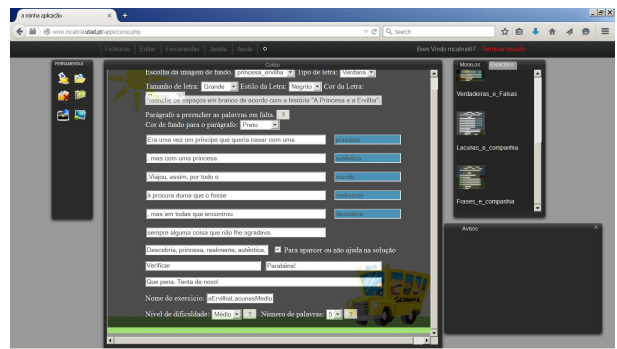 a minha aplicação
www.mcabral.utad.pt/apps/curso.php
Search
Ficheiros Editar Ferramentas Janela Ajuda
Bem Vindo mcabral#7 Terminar sessão
FERRAMENTAS
Curso
Escolha da imagem de fundo. princesa_ervilha Tipo de letra: Verdana
Tamanho de letra: Grande Estilo da Letra: Negrito Cor da Letra:
Preenche os espaços em branco de acordo com a história "A Princesa e a Ervilha".
Parágrafo a preencher as palavras em falta. ?
Cor de fundo para o parágrafo: Preto
Era uma vez um príncipe que queria casar com uma princesa
, mas com uma princesa autêntica
.Viajou, assim, por todo o mundo
à procura duma que o fosse realmente
, mas em todas que encontrou descobria
sempre alguma coisa que não lhe agradava.
Descobria, princesa, realmente, autêntica, Para aparcer ou não ajuda na solução
Verificar Parabéns!
Que pena. Tenta de novo!
Nome do exercício: aErvilhaLacunasMedio
SCHOOL
Nível de dificuldade: Médio ? Número de palavras: 5 ?
MODELOS EXERCÍCIOS
Verdadeiras_e_Falsas
Lacunas_e_companhia
Frases_e_companhia
Avisos